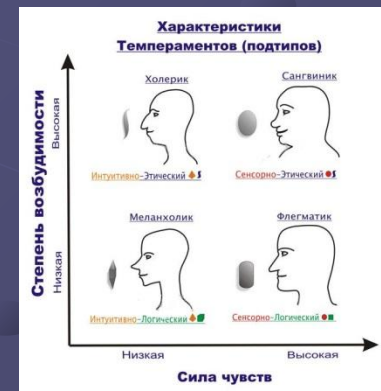 Характеристики
Темпераментов (подтипов)
Холерик
Сангвиник
Интуитивно-Этический
Сенсорно-Этический
Меланхолик
Флегматик
Интуитивно-Логический
Сенсорно-Логический
Степень возбудимости
Высокая
Низкая
Низкая
Высокая
Сила чувств